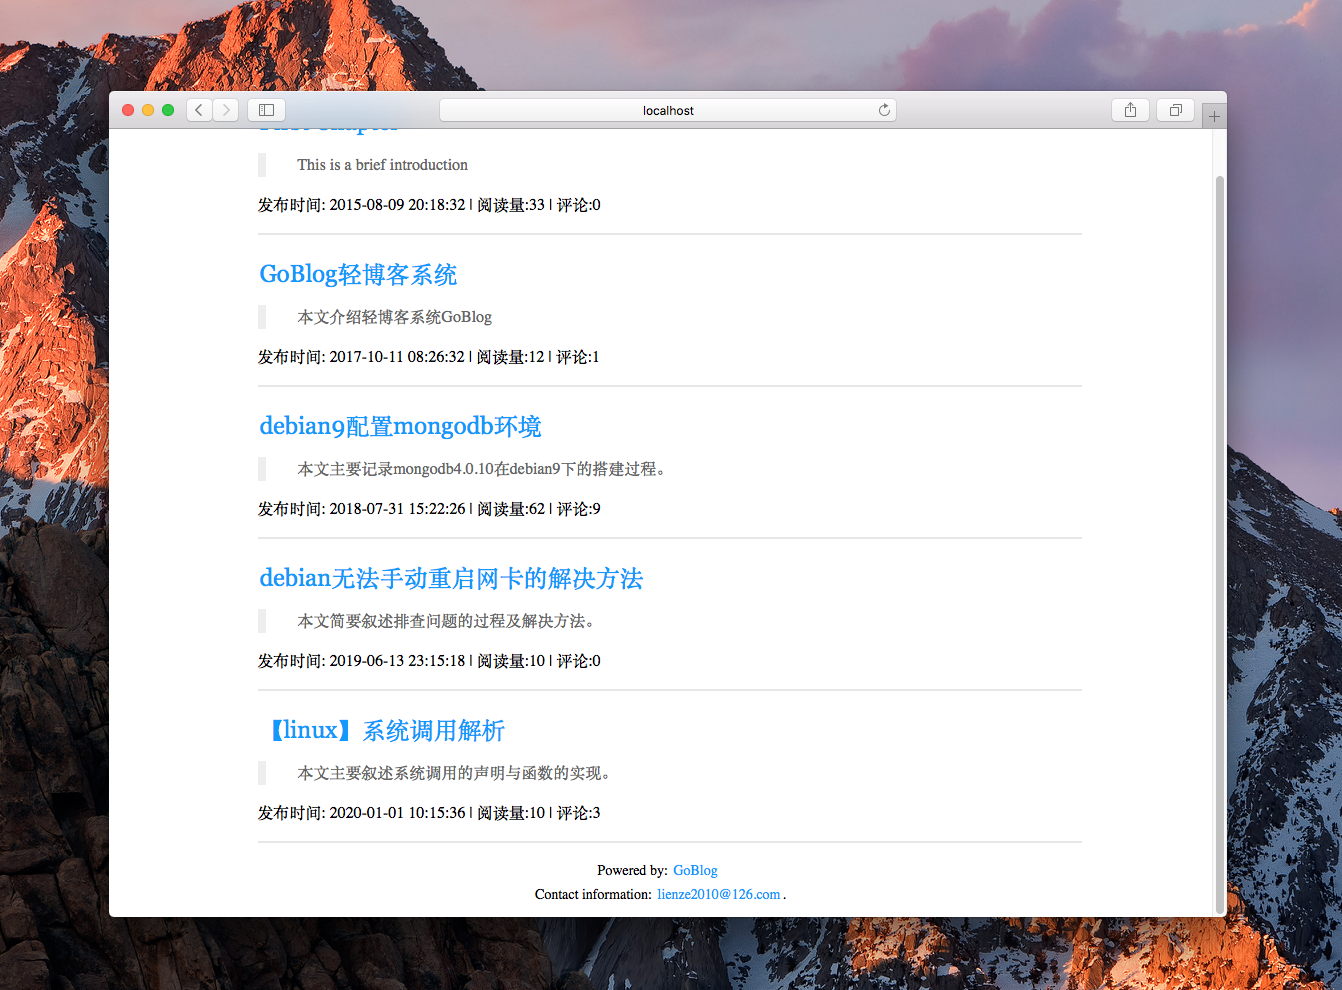 localhost
This is a brief introduction
发布时间: 2015-08-09 20:18:32 | 阅读量:33 | 评论:0
GoBlog轻博客系统
本文介绍轻博客系统GoBlog
发布时间: 2017-10-11 08:26:32 | 阅读量:12 | 评论:1
debian9配置mongodb环境
本文主要记录mongodb4.0.10在debian9下的搭建过程。
发布时间: 2018-07-31 15:22:26 | 阅读量:62 | 评论:9
debian无法手动重启网卡的解决方法
本文简要叙述排查问题的过程及解决方法。
发布时间: 2019-06-13 23:15:18 | 阅读量:10 | 评论:0
【linux】系统调用解析
本文主要叙述系统调用的声明与函数的实现。
发布时间: 2020-01-01 10:15:36 | 阅读量:10 | 评论:3
Powered by: GoBlog
Contact information: lienze2010@126.com .